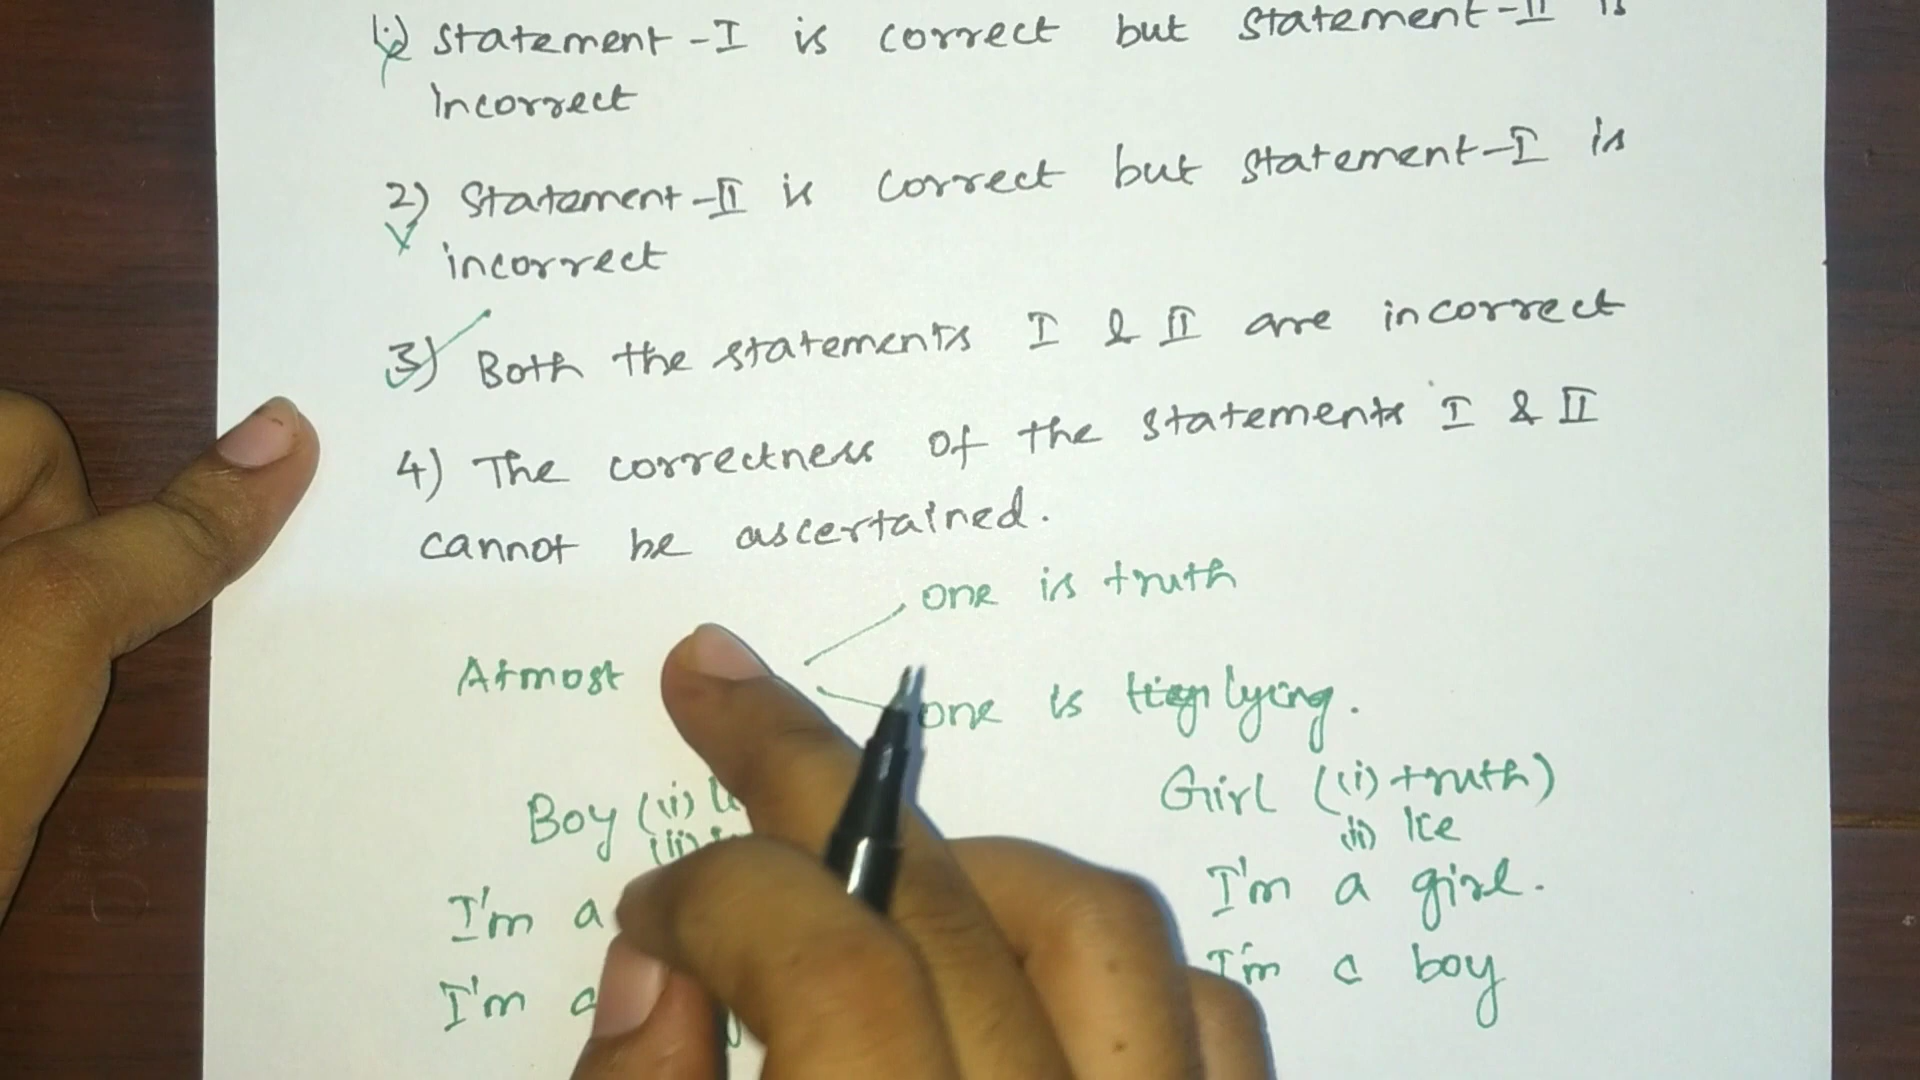 1) Statement-I is correct but Statement-II is
Incorrect
2) Statement-II is correct but Statement-I is
incorrect
3) Both the statements I & II are incorrect
4) The correctness of the statements I & II
cannot be ascertained.
one is truth
Atmost
one is lying.
Boy (i) Girl ((i) truth)
(ii) (ii) lie
I'm a I'm a girl.
I'm a I'm a boy